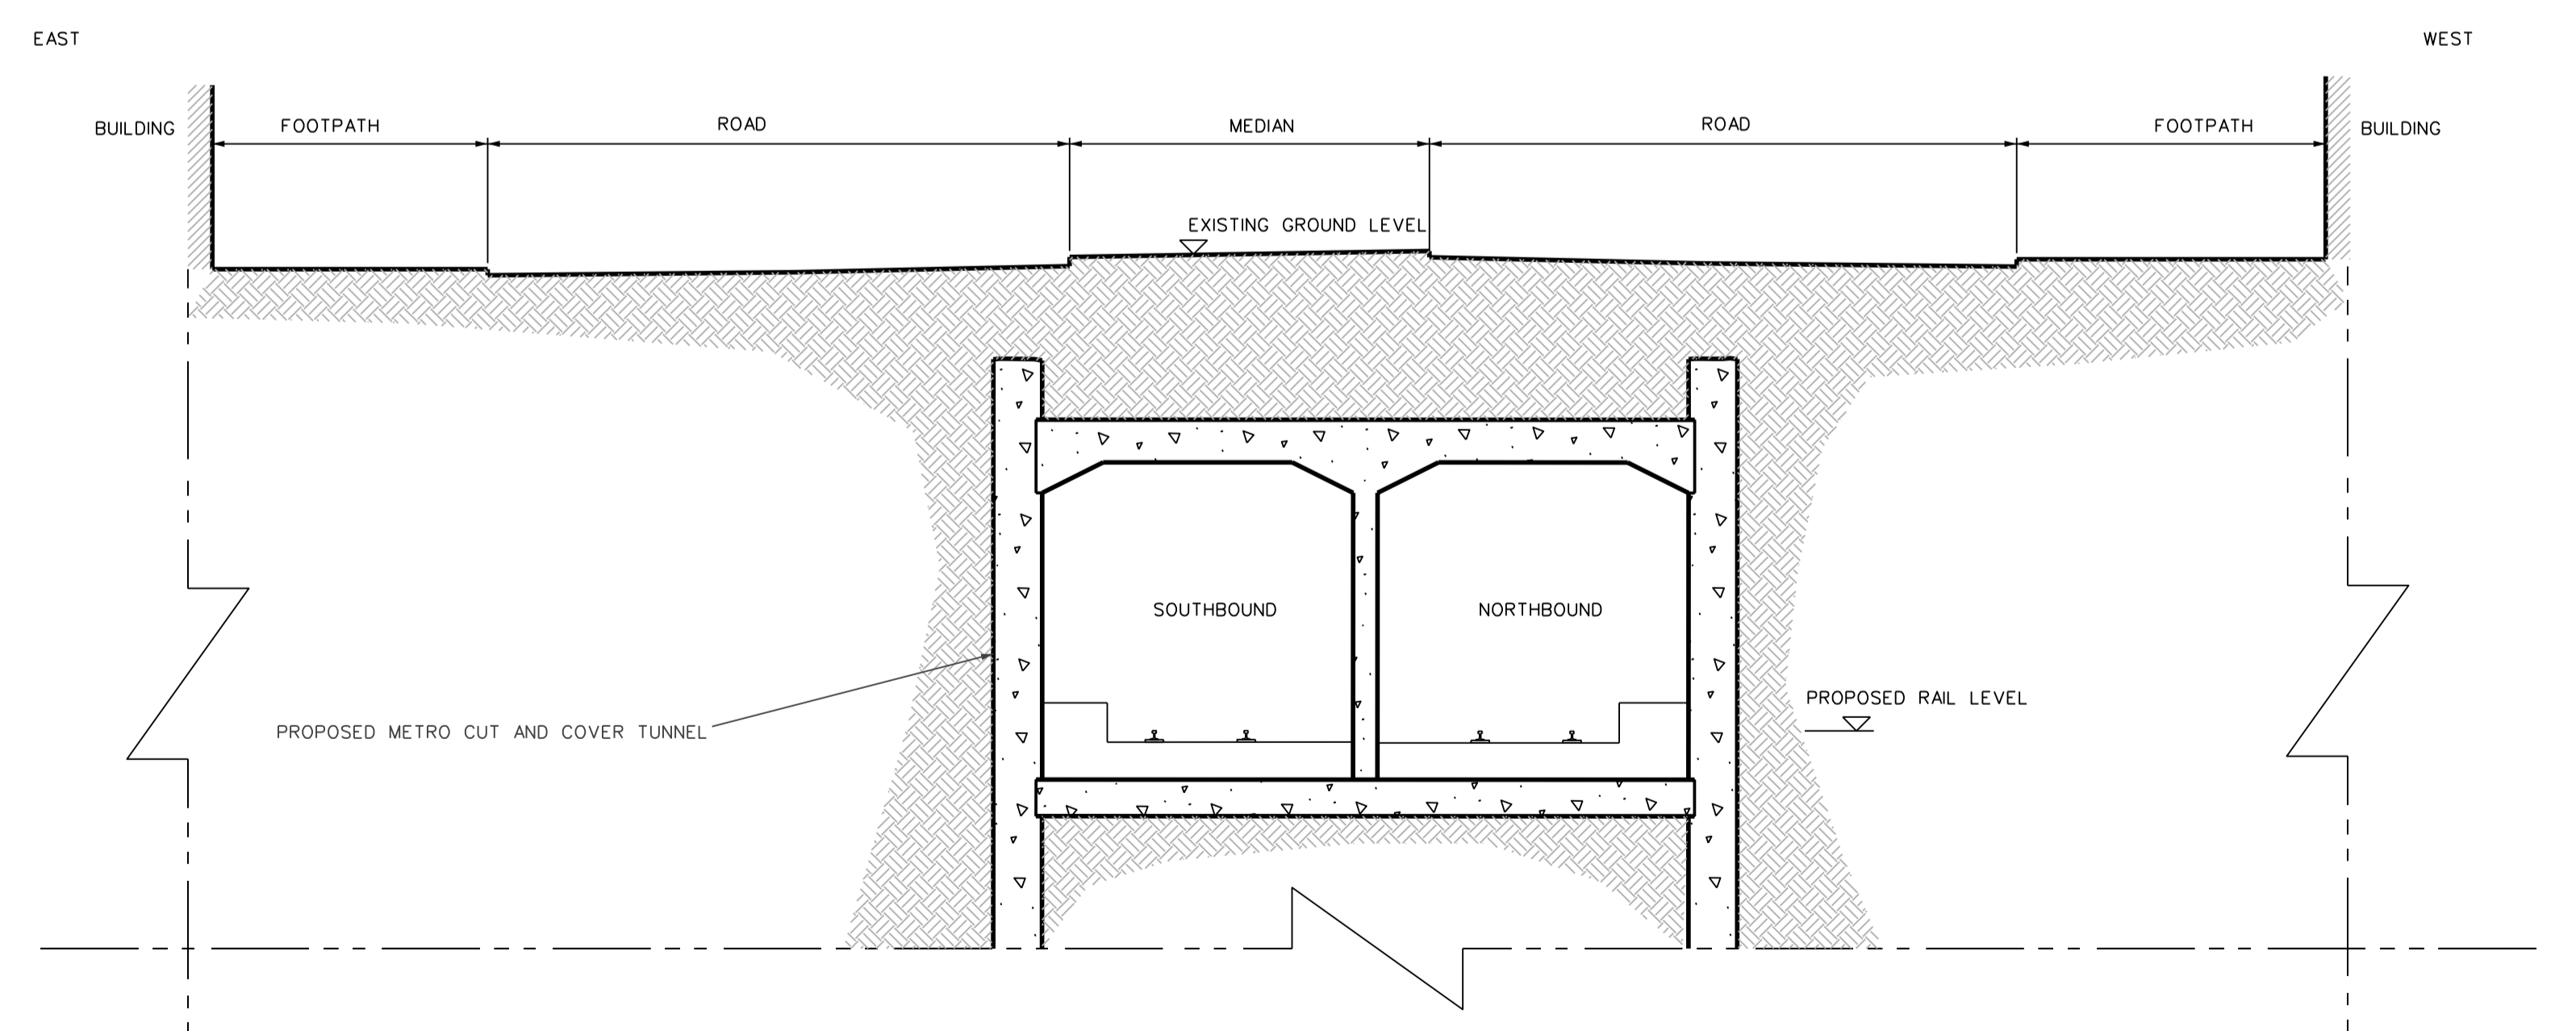 EAST
WEST
BUILDING
FOOTPATH
ROAD
MEDIAN
ROAD
FOOTPATH
BUILDING
EXISTING GROUND LEVEL
SOUTHBOUND
NORTHBOUND
PROPOSED RAIL LEVEL
PROPOSED METRO CUT AND COVER TUNNEL